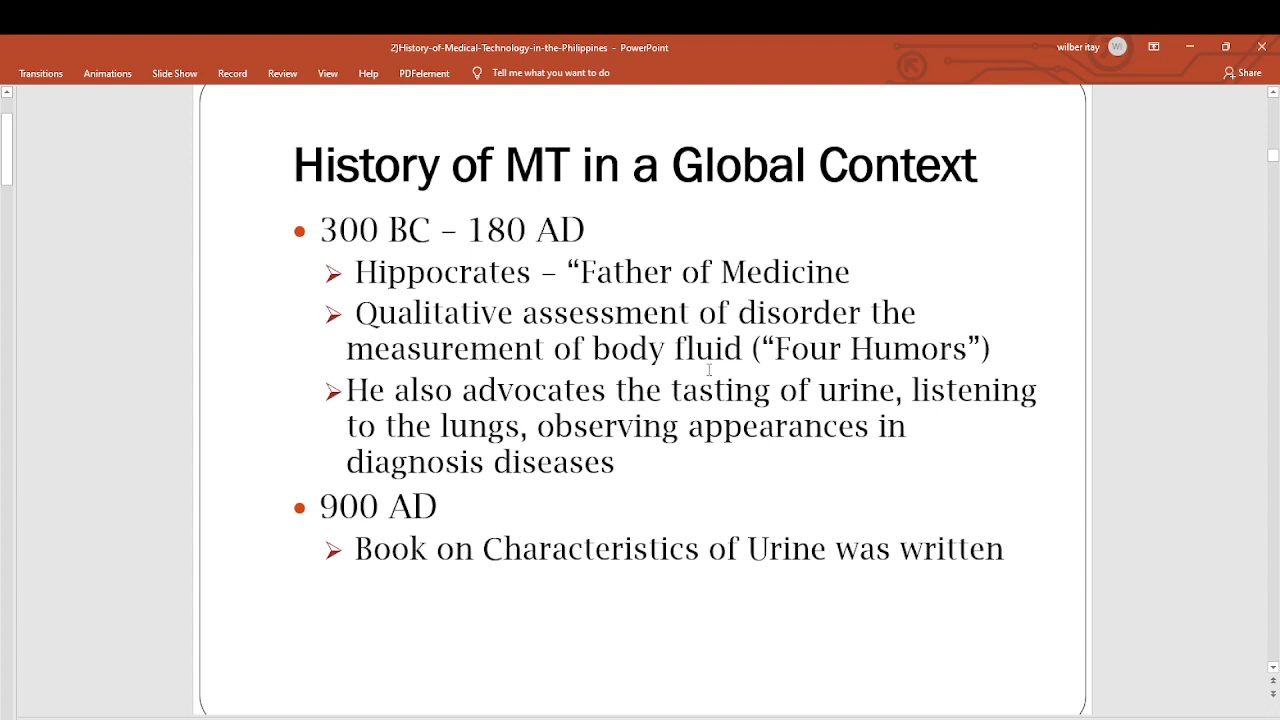 2]History-of-Medical-Technology-in-the-Philippines - PowerPoint
wilber itay
WI
Transitions Animations Slide Show Record Review View Help PDFelement Tell me what you want to do
Share
History of MT in a Global Context
• 300 BC – 180 AD
➢ Hippocrates – “Father of Medicine
➢ Qualitative assessment of disorder the
measurement of body fluid (“Four Humors”)
➢He also advocates the tasting of urine, listening
to the lungs, observing appearances in
diagnosis diseases
• 900 AD
➢ Book on Characteristics of Urine was written